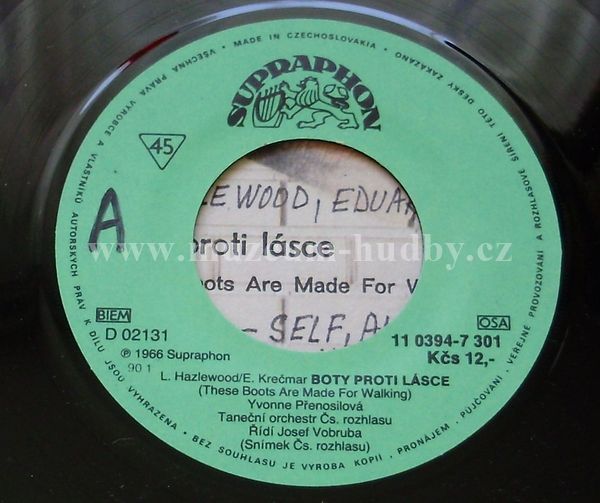 VŠECHNA PRÁVA VÝROBCE A VLASTNÍKŮ AUTORSKÝCH PRÁV K DÍLU JSOU VYHRAZENA • BEZ SOUHLASU JE VÝROBA KOPIÍ, PRONÁJEM, PŮJČOVÁNÍ, VEŘEJNÉ PROVOZOVÁNÍ A ROZHLASOVÉ ŠÍŘENÍ TÉTO DESKY ZAKÁZÁNO
• MADE IN CZECHOSLOVAKIA •
SUPRAPHON
45
A
EWOOD, EDUA
proti lásce
oots Are Made For
- SELF,
www.muzeum-hudby.cz
BIEM
OSA
D 02131
11 0394-7 301
℗ 1966 Supraphon
Kčs 12,-
90 1
L. Hazlewood/E. Krečmar BOTY PROTI LÁSCE
(These Boots Are Made For Walking)
Yvonne Přenosilová
Taneční orchestr Čs. rozhlasu
Řídí Josef Vobruba
(Snímek Čs. rozhlasu)